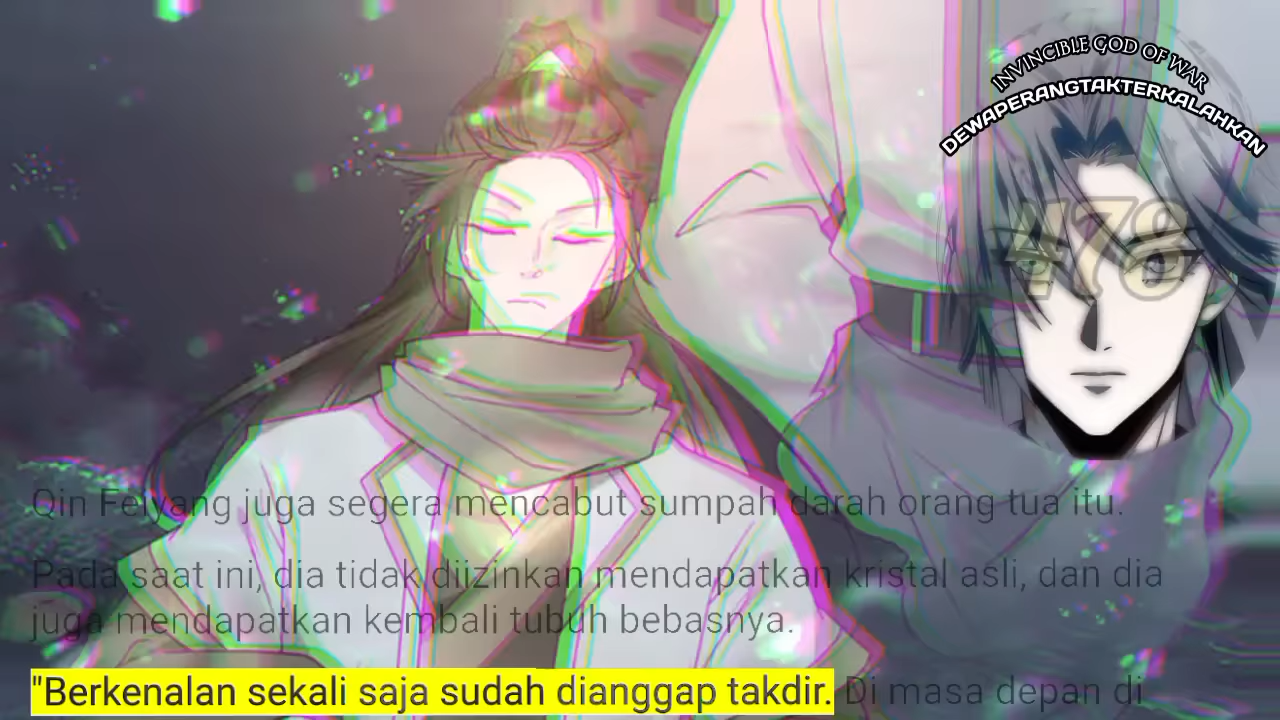 INVINCIBLE GOD OF WAR
DEWAPERANGTAKTERKALAHKAN
478
Qin Feiyang juga segera mencabut sumpah darah orang tua itu.
Pada saat ini, dia tidak diizinkan mendapatkan kristal asli, dan dia
juga mendapatkan kembali tubuh bebasnya.
"Berkenalan sekali saja sudah dianggap takdir. Di masa depan di